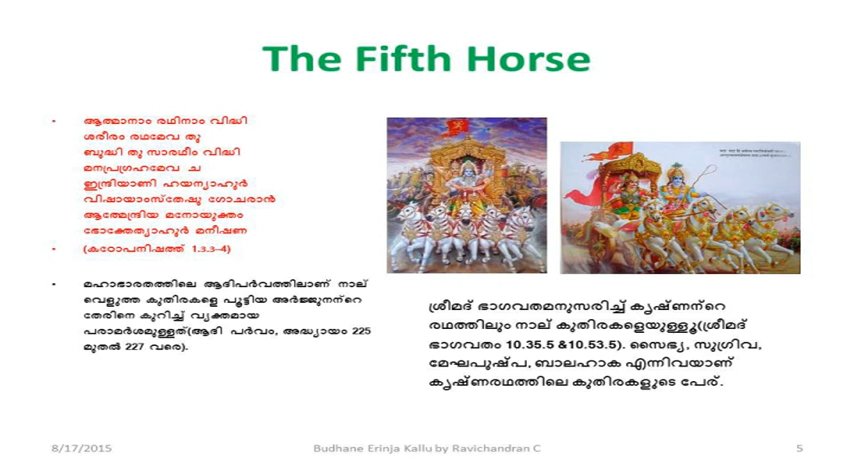 The Fifth Horse
• ആത്മാനാം രഥിനാം വിദ്ധി
ശരീരം രഥമേവ തു
ബുദ്ധി തു സാരഥീം വിദ്ധി
മനപ്രഗ്രഹമേവ ച
ഇന്ദ്രിയാണി ഹയന്യാഹുർ
വിഷായാംസ്തേഷു ഗോചരാൻ
ആത്മേന്ദ്രിയ മനോയുക്തം
ഭോക്തേത്യാഹുർ മനീഷണ
• (കഠോപനിഷത്ത് 1.3.3–4)
• മഹാഭാരതത്തിലെ ആദിപർവത്തിലാണ് നാല്
വെളുത്ത കുതിരകളെ പൂട്ടിയ അർജ്ജുനന്റെ
തേരിനെ കുറിച്ച് വ്യക്തമായ
പരാമർശമുള്ളത്(ആദി പർവം, അദ്ധ്യായം 225
മുതൽ 227 വരെ).
ശ്രീമദ് ഭാഗവതമനുസരിച്ച് കൃഷ്ണന്റെ
രഥത്തിലും നാല് കുതിരകളെയുള്ളൂ(ശ്രീമദ്
ഭാഗവതം 10.35.5 &10.53.5). സൈഭ്യ, സുഗ്രിവ,
മേഘപുഷ്പ, ബാലഹാക എന്നിവയാണ്
കൃഷ്ണരഥത്തിലെ കുതിരകളുടെ പേര്.
8/17/2015
Budhane Erinja Kallu by Ravichandran C
5